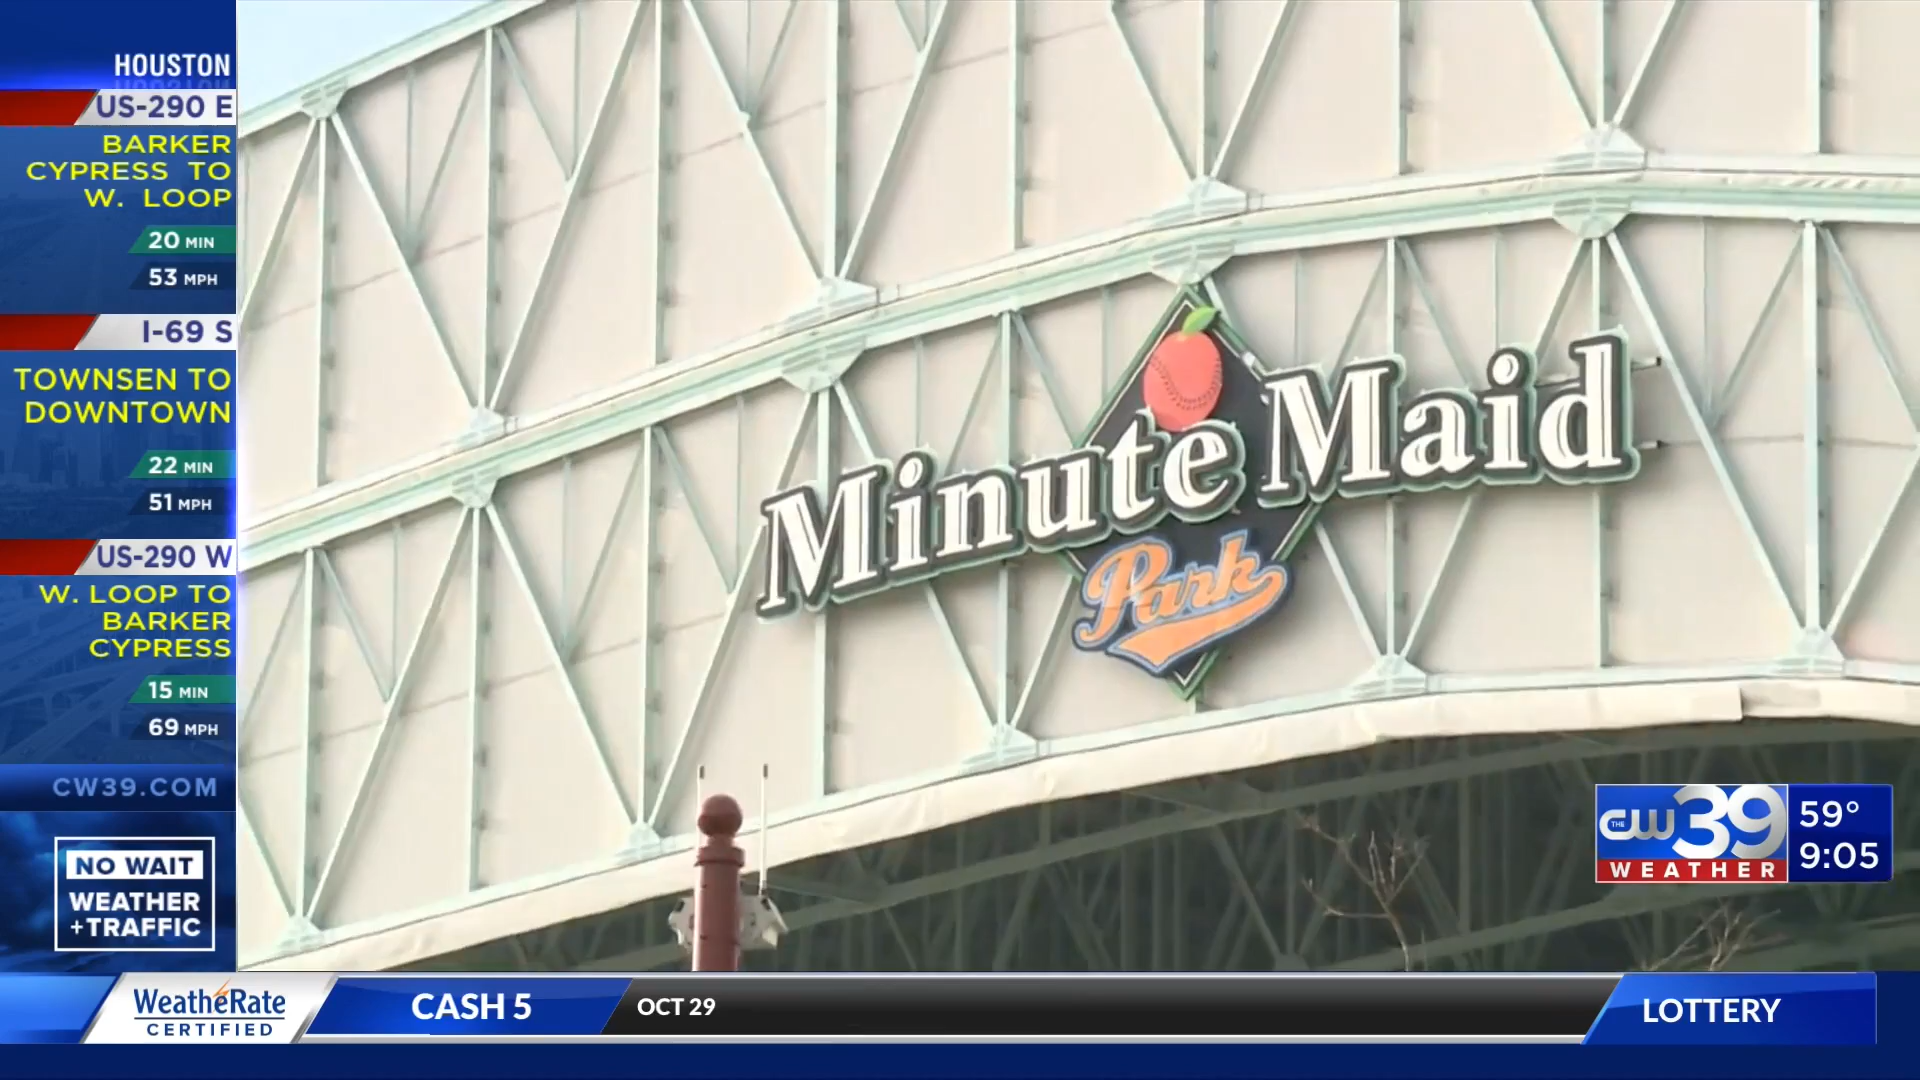 HOUSTON
US-290 E
BARKER
CYPRESS TO
W. LOOP
20 MIN
53 MPH
I-69 S
TOWNSEN TO
DOWNTOWN
22 MIN
51 MPH
US-290 W
W. LOOP TO
BARKER
CYPRESS
15 MIN
69 MPH
CW39.COM
NO WAIT
WEATHER
+TRAFFIC
Minute Maid
Park
THE CW39
WEATHER
59°
9:05
WeatheRate
CERTIFIED
CASH 5
OCT 29
LOTTERY